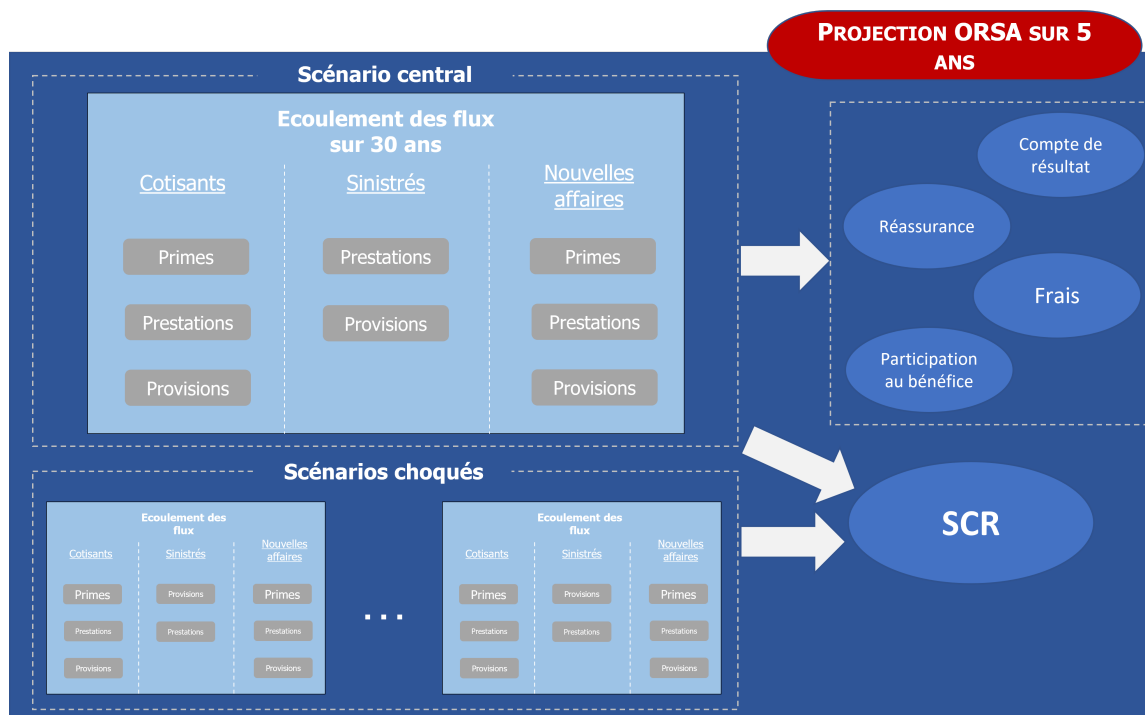 PROJECTION ORSA SUR 5
ANS
Scénario central
Ecoulement des flux
sur 30 ans
Cotisants
Sinistrés
Nouvelles
affaires
Primes
Prestations
Primes
Prestations
Provisions
Prestations
Provisions
Provisions
Compte de
résultat
Réassurance
Frais
Participation
au bénéfice
Scénarios choqués
Ecoulement des
flux
Cotisants
Sinistrés
Nouvelles
affaires
Primes
Provisions
Primes
Prestations
Prestations
Prestations
Provisions
Provisions
...
Ecoulement des
flux
Cotisants
Sinistrés
Nouvelles
affaires
Primes
Provisions
Primes
Prestations
Prestations
Prestations
Provisions
Provisions
SCR